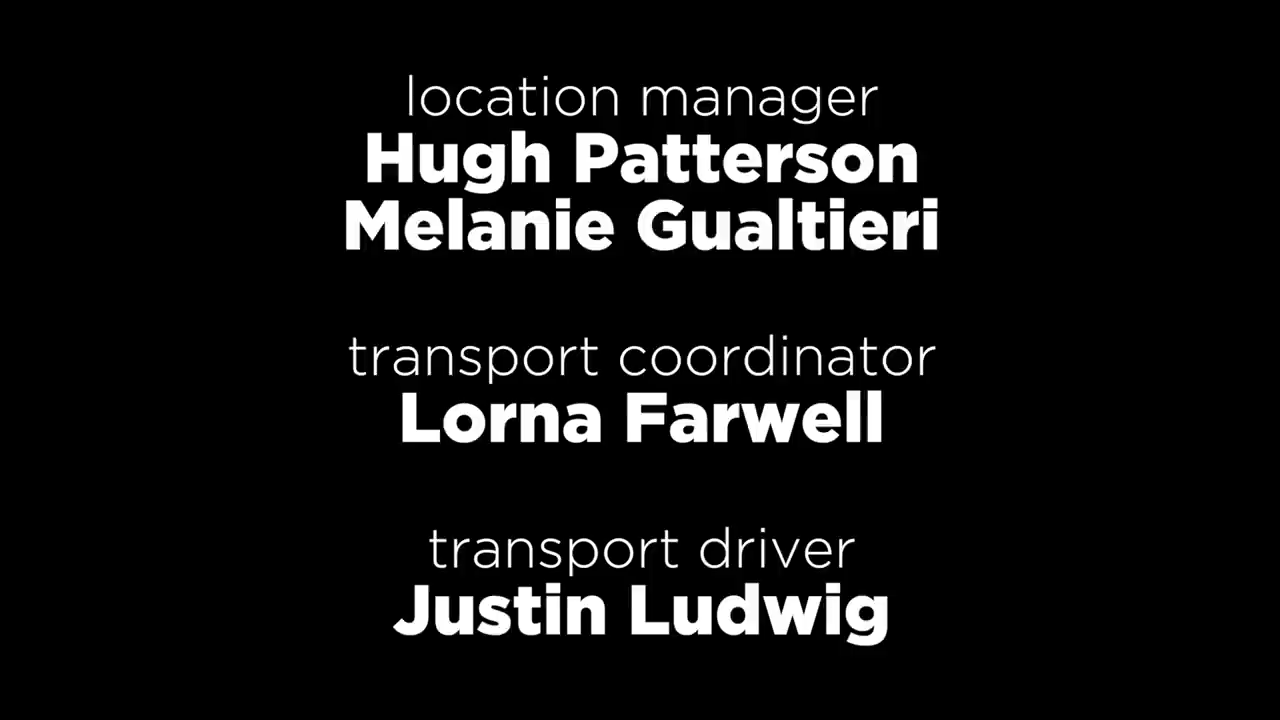 location manager
Hugh Patterson
Melanie Gualtieri
transport coordinator
Lorna Farwell
transport driver
Justin Ludwig